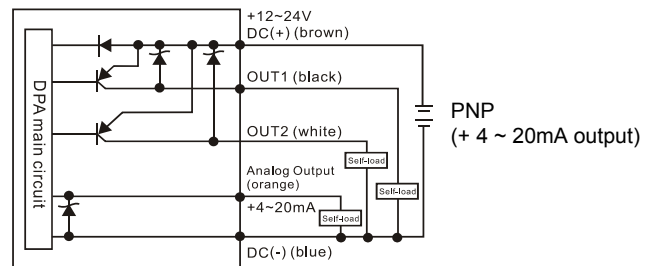 +12~24V
DC(+) (brown)
OUT1 (black)
DPA main circuit
PNP
(+ 4 ~ 20mA output)
OUT2 (white)
Self-load
Analog Output
(orange)
Self-load
+4~20mA
Self-load
DC(-) (blue)